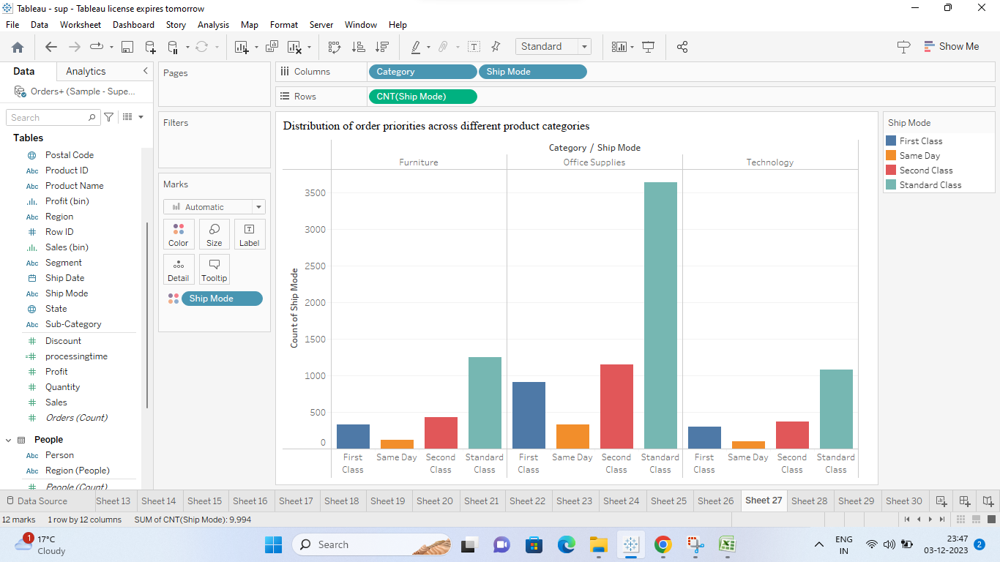 Tableau - sup - Tableau license expires tomorrow
File Data Worksheet Dashboard Story Analysis Map Format Server Window Help
Standard
Show Me
Data Analytics
Orders+ (Sample - Supe...
Search
Tables
Postal Code
Abc Product ID
Abc Product Name
Profit (bin)
Abc Region
# Row ID
Sales (bin)
Abc Segment
Ship Date
Abc Ship Mode
State
Abc Sub-Category
# Discount
=# processingtime
# Profit
# Quantity
# Sales
# Orders (Count)
People
Abc Person
Abc Region (People)
# People (Count)
Pages
Filters
Marks
Automatic
Color Size Label
Detail Tooltip
Ship Mode
Columns Category Ship Mode
Rows CNT(Ship Mode)
Distribution of order priorities across different product categories
Category / Ship Mode
Furniture Office Supplies Technology
Count of Ship Mode
3500
3000
2500
2000
1500
1000
500
0
First Class Same Day Second Class Standard Class First Class Same Day Second Class Standard Class First Class Same Day Second Class Standard Class
Ship Mode
First Class
Same Day
Second Class
Standard Class
Data Source Sheet 13 Sheet 14 Sheet 15 Sheet 16 Sheet 17 Sheet 18 Sheet 19 Sheet 20 Sheet 21 Sheet 22 Sheet 23 Sheet 24 Sheet 25 Sheet 26 Sheet 27 Sheet 28 Sheet 29 Sheet 30
12 marks 1 row by 12 columns SUM of CNT(Ship Mode): 9,994
1
17°C
Cloudy
Search
ENG
IN
23:47
03-12-2023
2